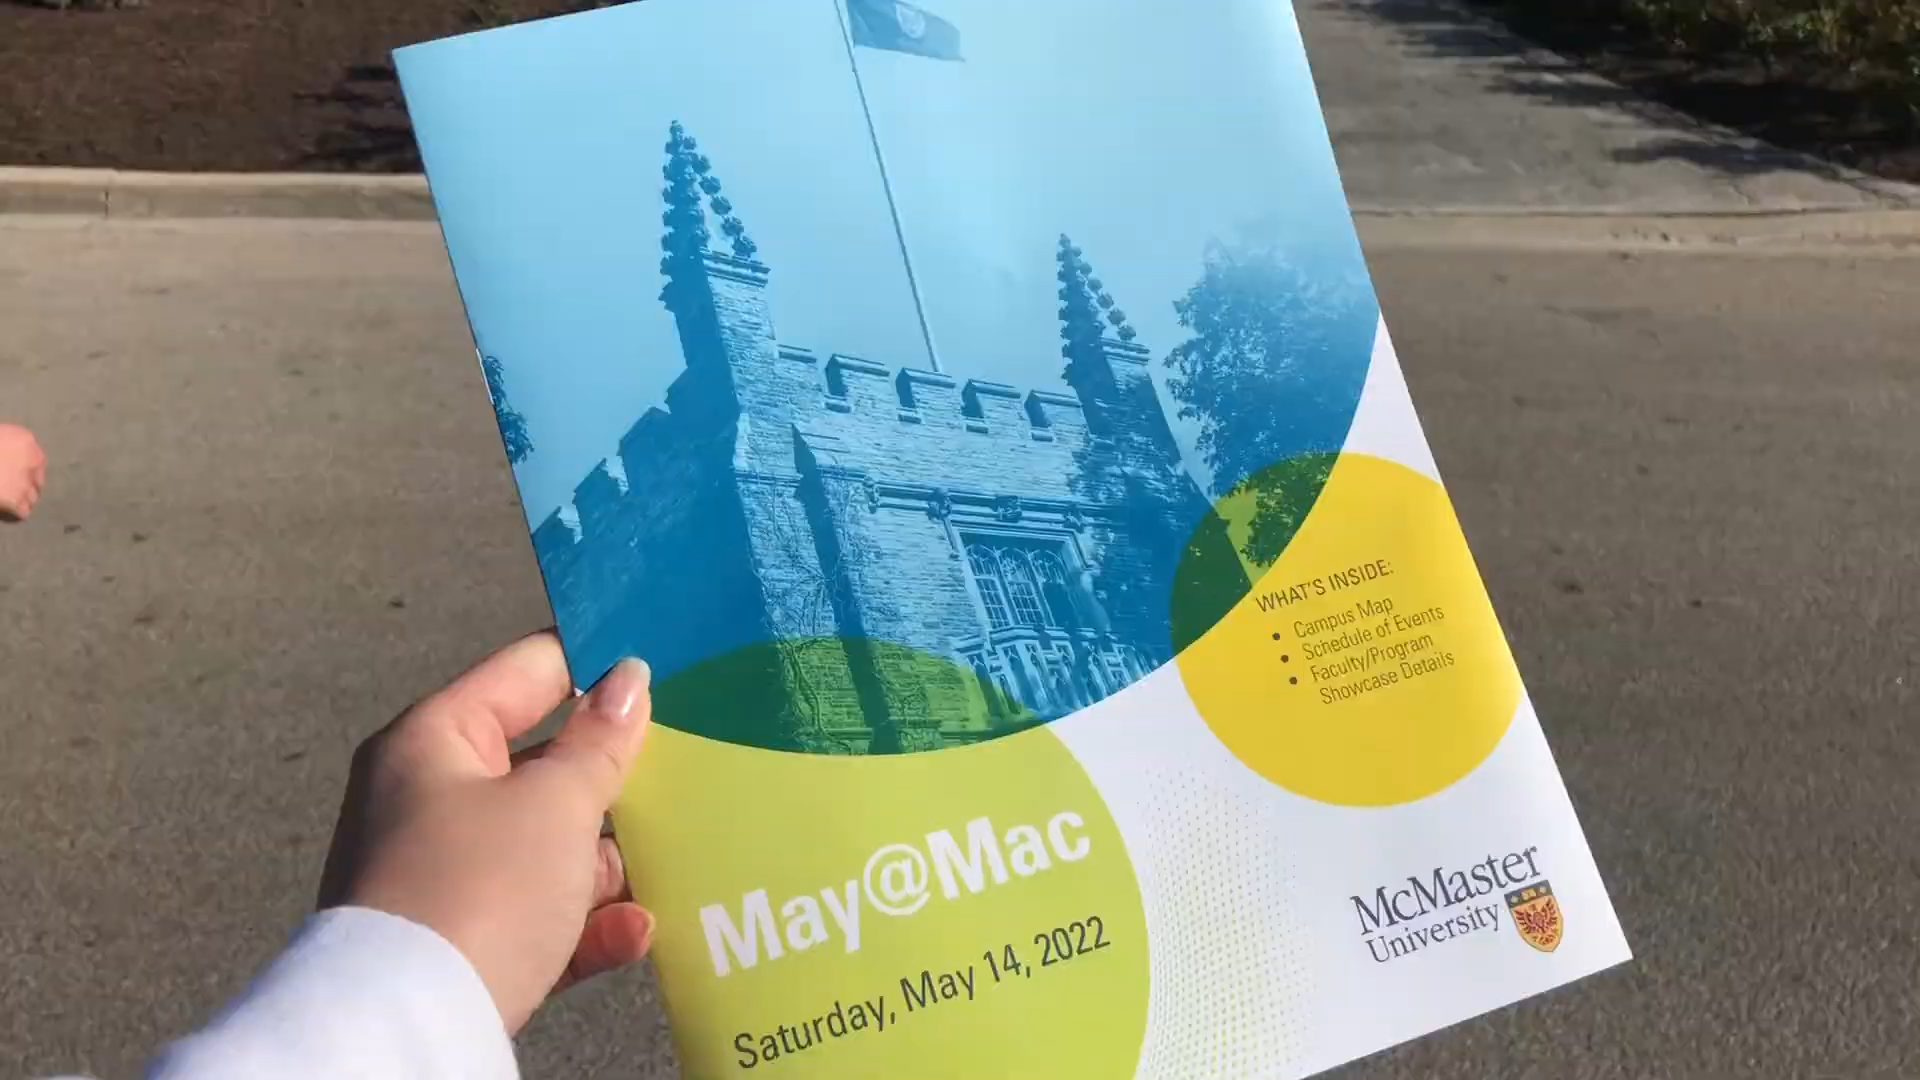 WHAT'S INSIDE:
• Campus Map
• Schedule of Events
• Faculty/Program
Showcase Details
May@Mac
Saturday, May 14, 2022
McMaster
University